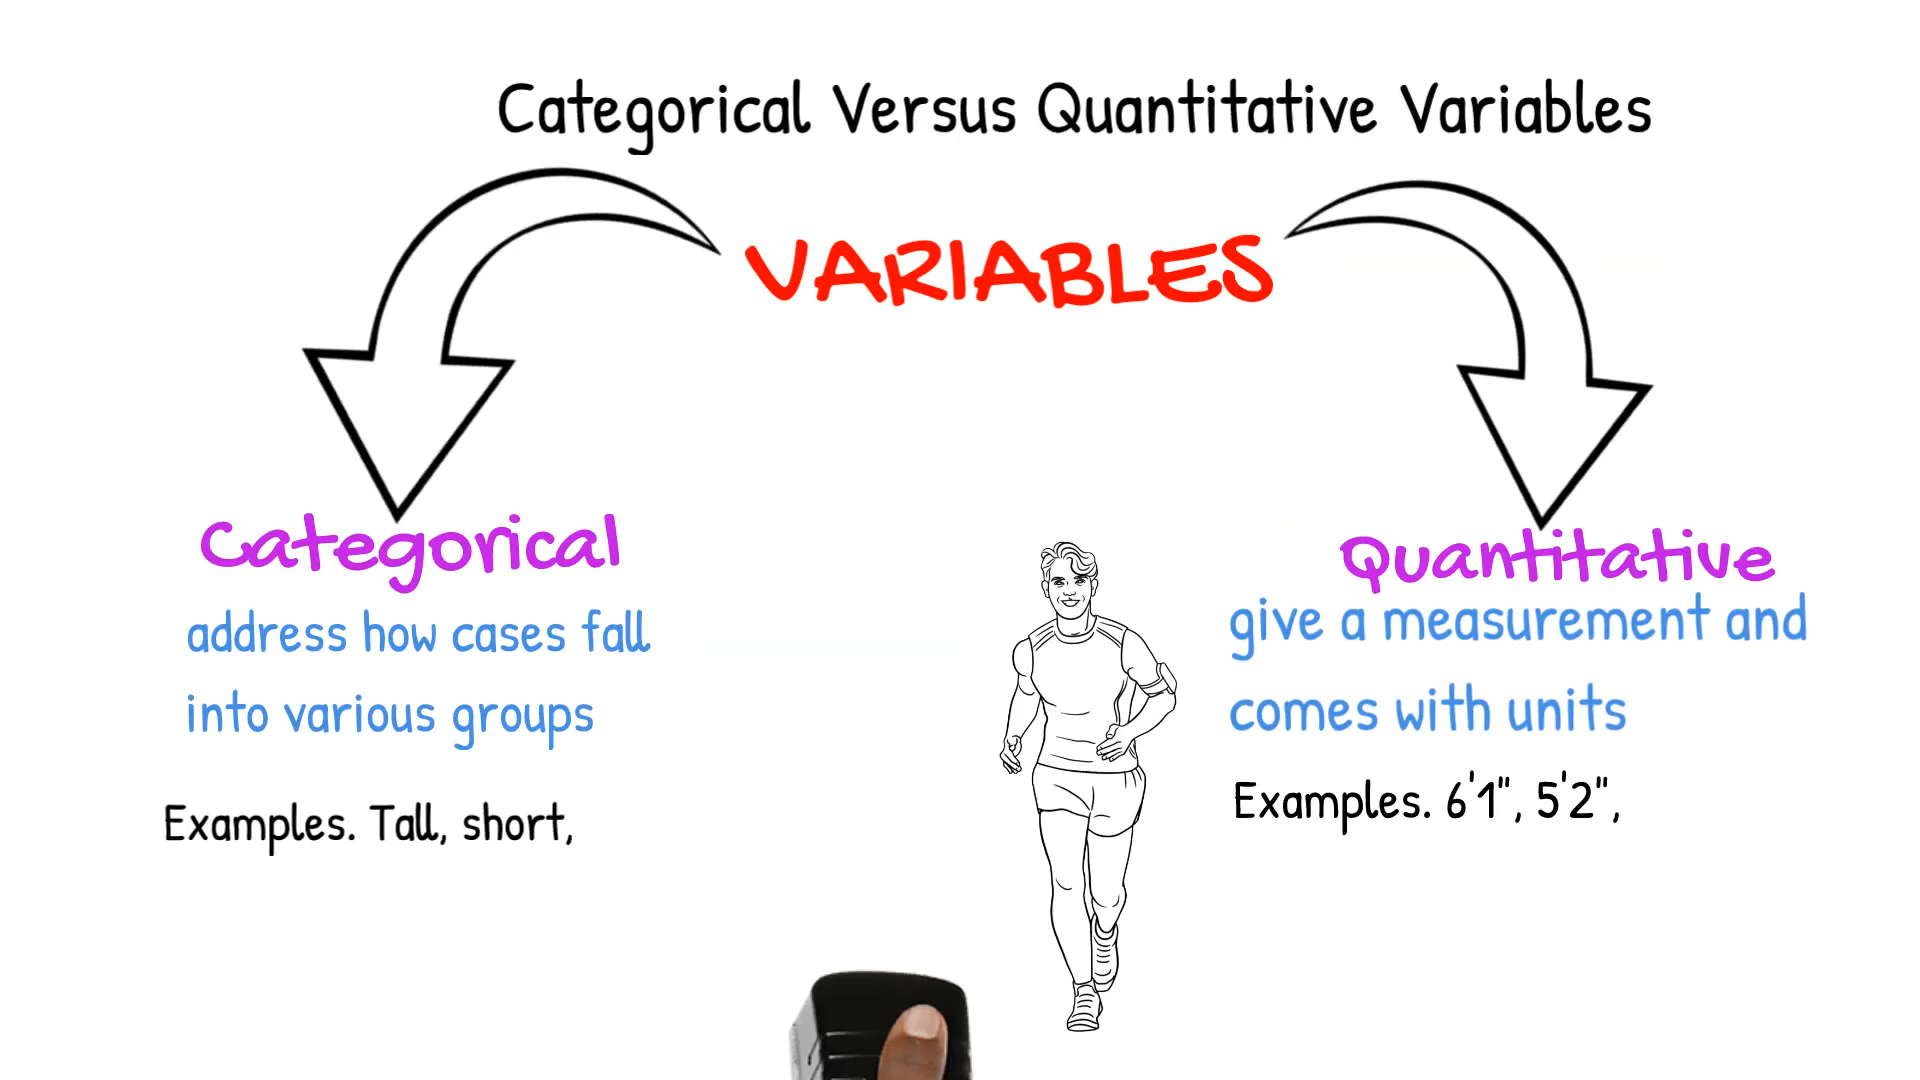 Categorical Versus Quantitative Variables
VARIABLES
Categorical
address how cases fall
into various groups
Examples. Tall, short,
Quantitative
give a measurement and
comes with units
Examples. 6'1", 5'2",